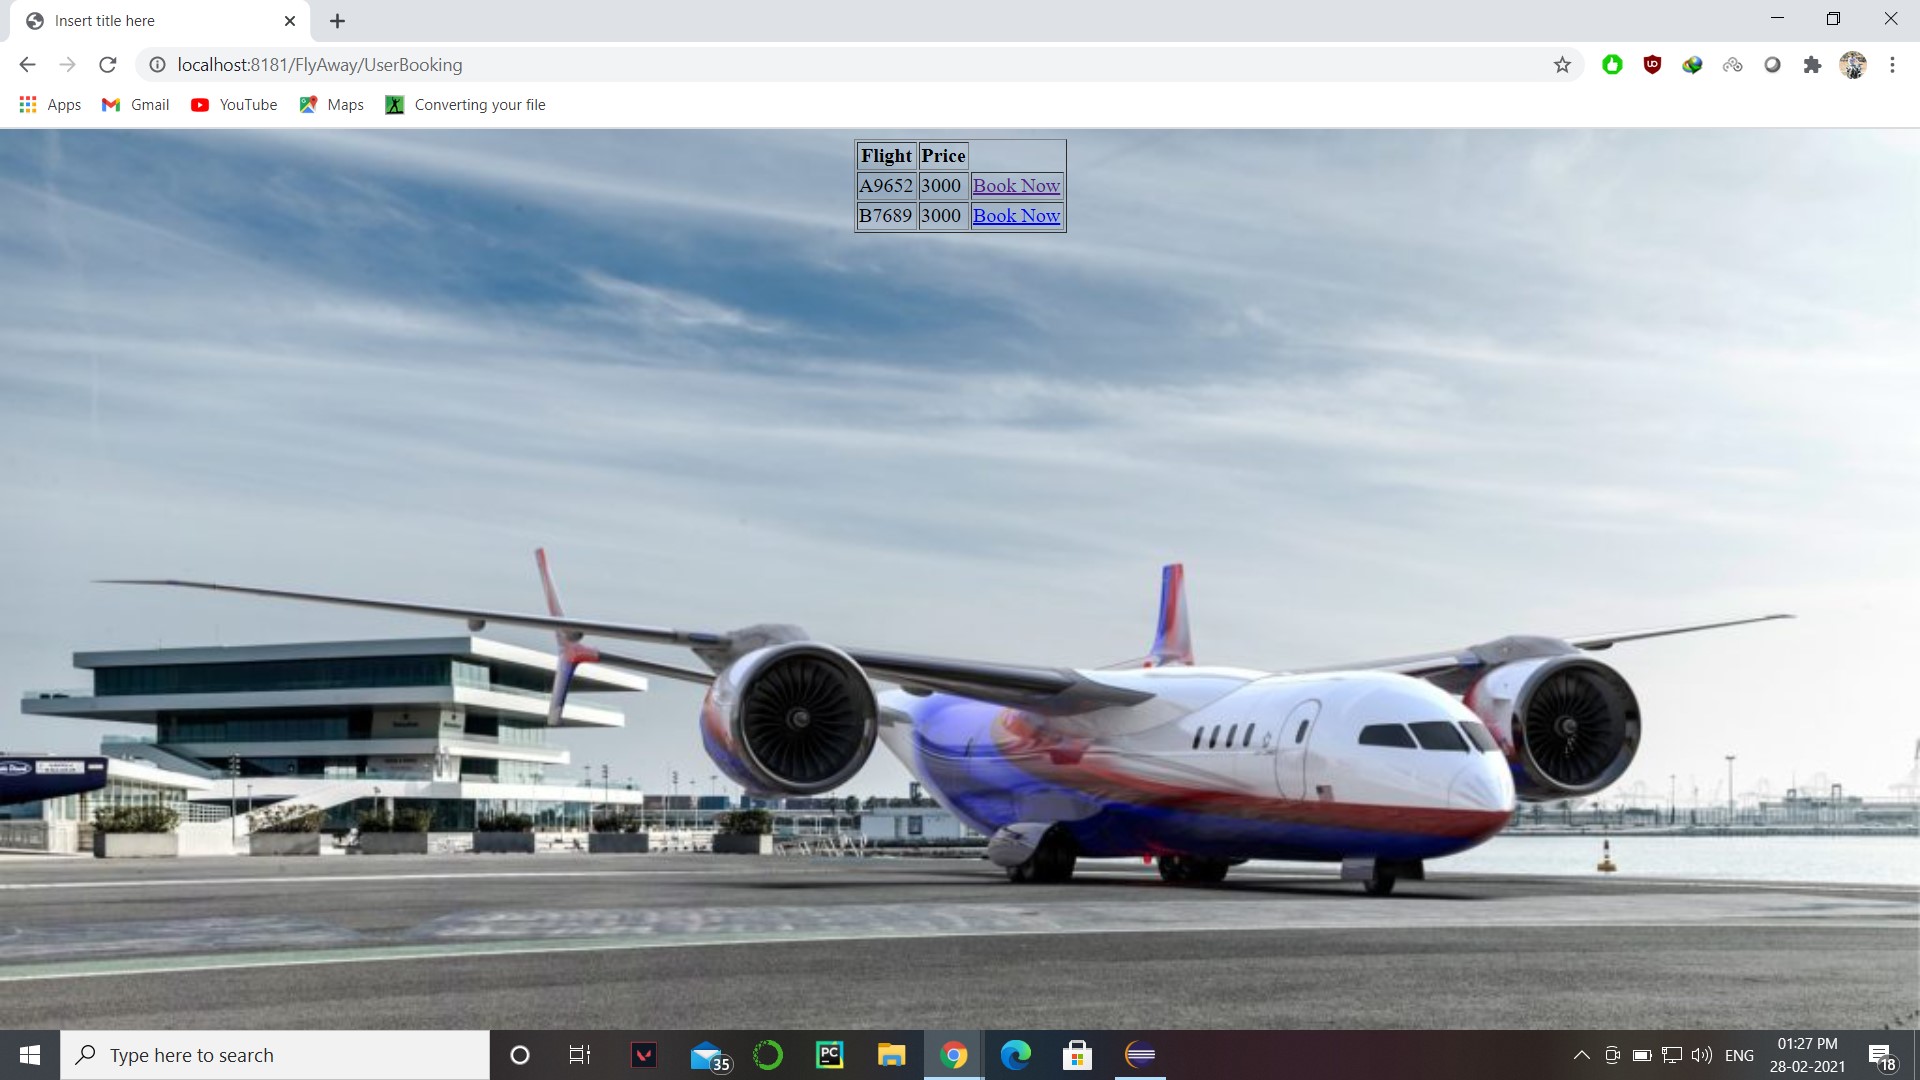 Insert title here
localhost:8181/FlyAway/UserBooking
Apps Gmail YouTube Maps Converting your file
Flight Price
A9652 3000 Book Now
B7689 3000 Book Now
Type here to search
PC
35
ENG
01:27 PM
28-02-2021
18